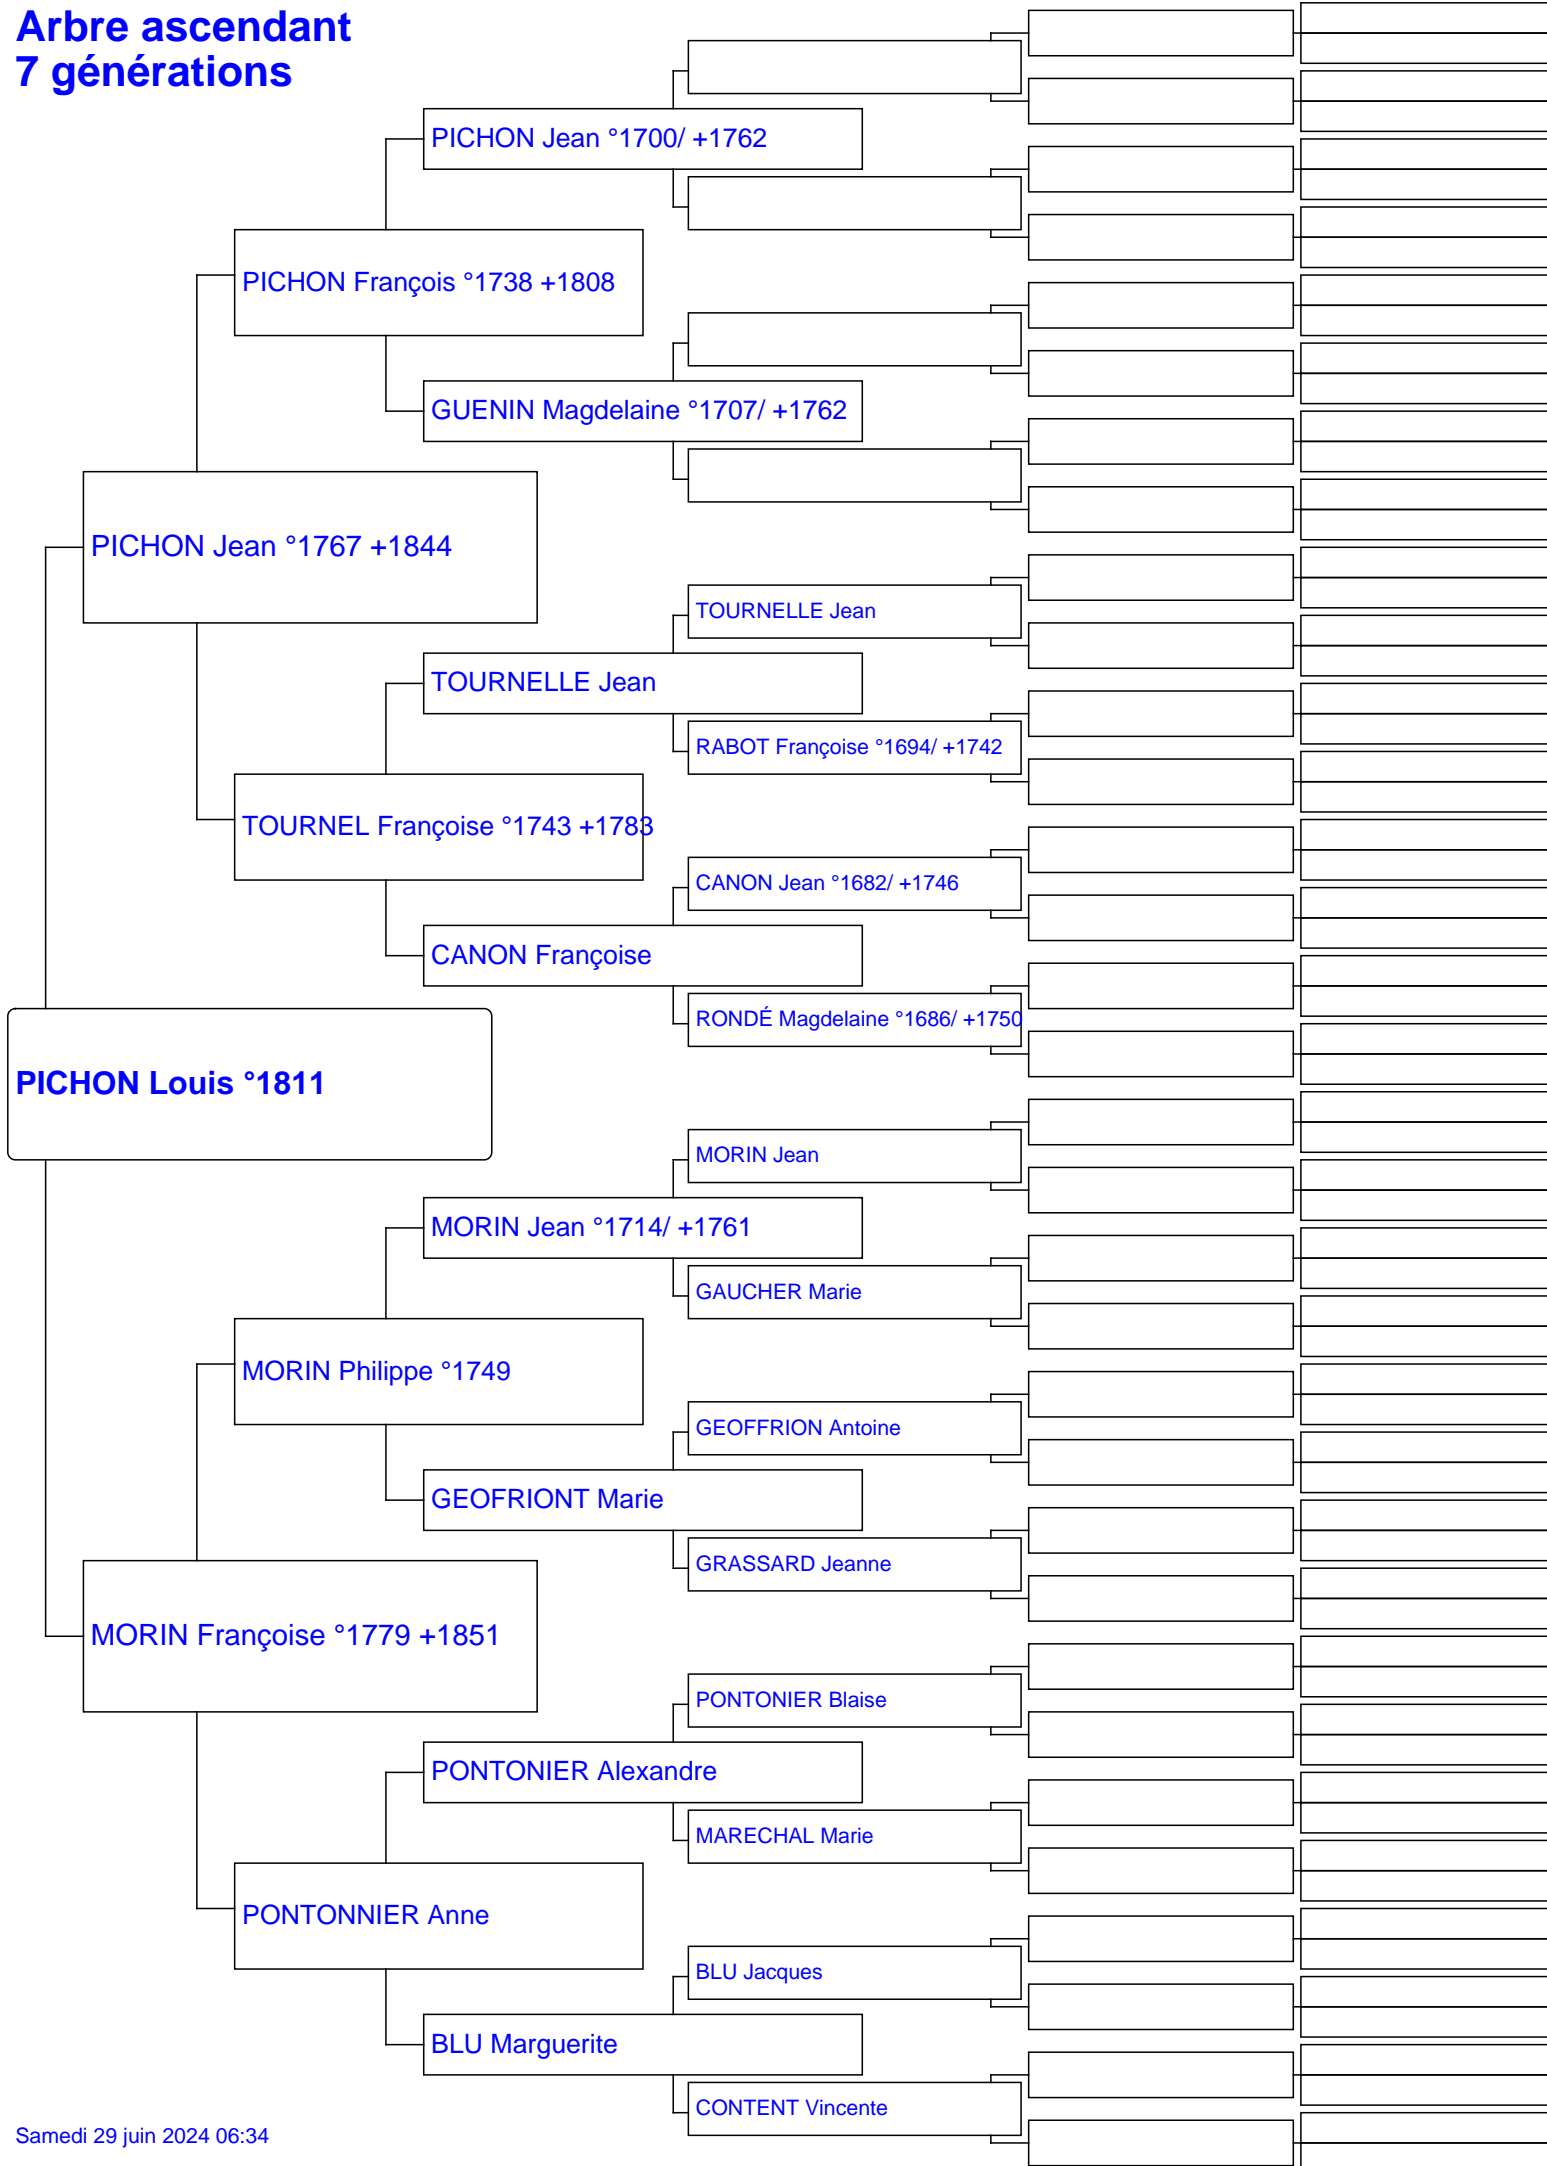 Arbre ascendant
7 générations
PICHON Jean °1700/ +1762
PICHON François °1738 +1808
GUENIN Magdelaine °1707/ +1762
PICHON Jean °1767 +1844
TOURNELLE Jean
TOURNELLE Jean
RABOT Françoise °1694/ +1742
TOURNEL Françoise °1743 +1783
CANON Jean °1682/ +1746
CANON Françoise
RONDÉ Magdelaine °1686/ +1750
PICHON Louis °1811
MORIN Jean
MORIN Jean °1714/ +1761
GAUCHER Marie
MORIN Philippe °1749
GEOFFRION Antoine
GEOFRIONT Marie
GRASSARD Jeanne
MORIN Françoise °1779 +1851
PONTONIER Blaise
PONTONIER Alexandre
MARECHAL Marie
PONTONNIER Anne
BLU Jacques
BLU Marguerite
CONTENT Vincente
Samedi 29 juin 2024 06:34